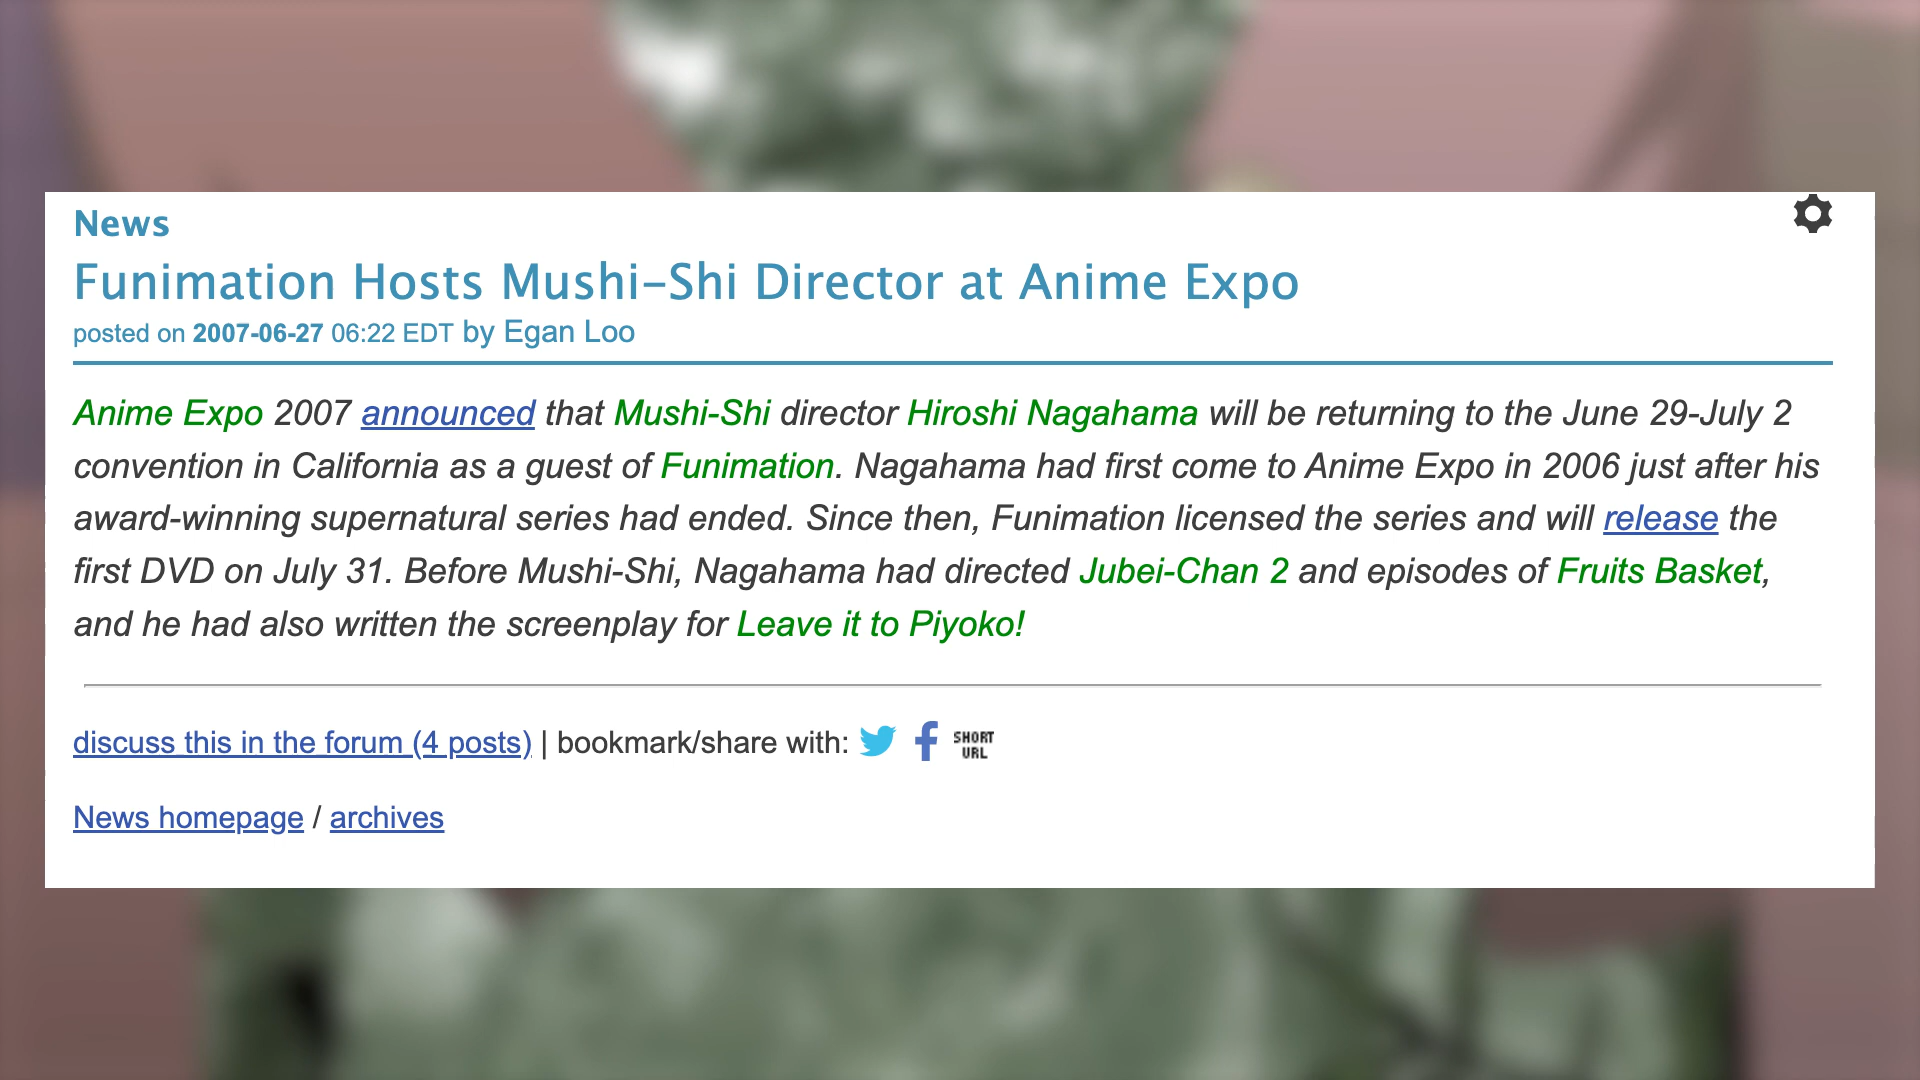 News
Funimation Hosts Mushi-Shi Director at Anime Expo
posted on 2007-06-27 06:22 EDT by Egan Loo
Anime Expo 2007 announced that Mushi-Shi director Hiroshi Nagahama will be returning to the June 29-July 2
convention in California as a guest of Funimation. Nagahama had first come to Anime Expo in 2006 just after his
award-winning supernatural series had ended. Since then, Funimation licensed the series and will release the
first DVD on July 31. Before Mushi-Shi, Nagahama had directed Jubei-Chan 2 and episodes of Fruits Basket,
and he had also written the screenplay for Leave it to Piyoko!
discuss this in the forum (4 posts) | bookmark/share with: SHORT URL
News homepage / archives